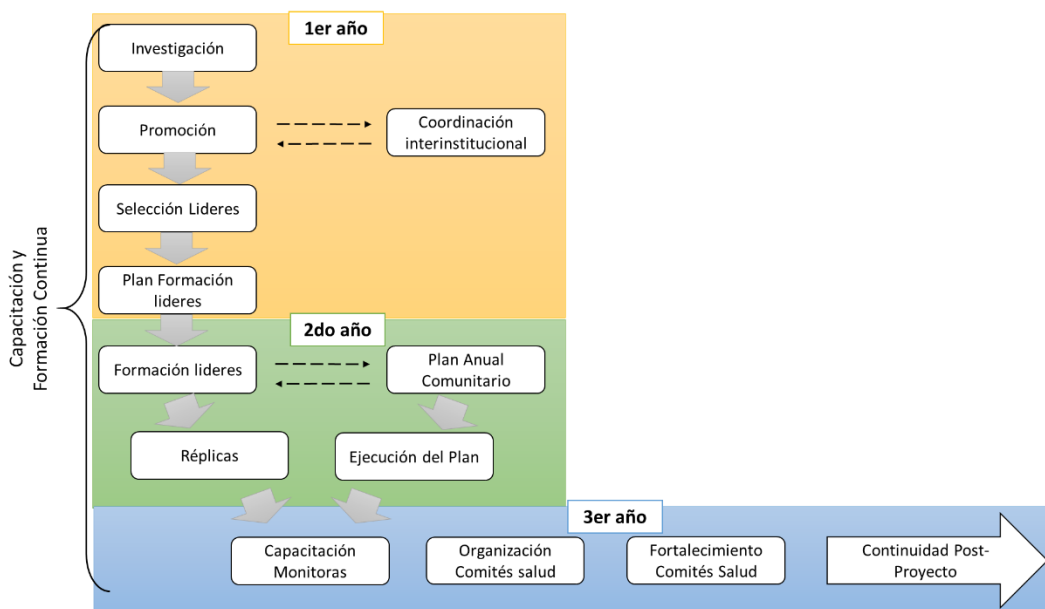 1er año
Investigación
Promoción
Coordinación
interinstitucional
Selección Lideres
Plan Formación
lideres
Capacitación y
Formación Continua
2do año
Formación lideres
Plan Anual
Comunitario
Réplicas
Ejecución del Plan
3er año
Capacitación
Monitoras
Organización
Comités salud
Fortalecimiento
Comités Salud
Continuidad Post-
Proyecto